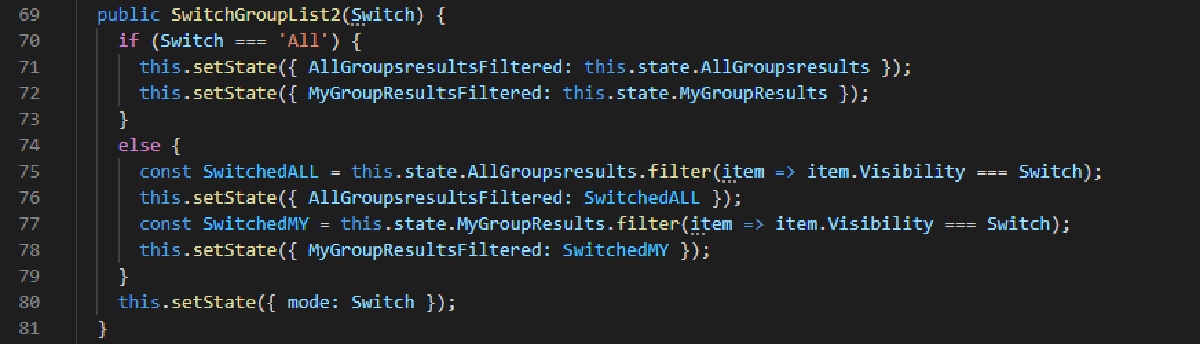 69 public SwitchGroupList2(Switch) {
70 if (Switch === 'All') {
71 this.setState({ AllGroupsresultsFiltered: this.state.AllGroupsresults });
72 this.setState({ MyGroupResultsFiltered: this.state.MyGroupResults });
73 }
74 else {
75 const SwitchedALL = this.state.AllGroupsresults.filter(item => item.Visibility === Switch);
76 this.setState({ AllGroupsresultsFiltered: SwitchedALL });
77 const SwitchedMY = this.state.MyGroupResults.filter(item => item.Visibility === Switch);
78 this.setState({ MyGroupResultsFiltered: SwitchedMY });
79 }
80 this.setState({ mode: Switch });
81 }